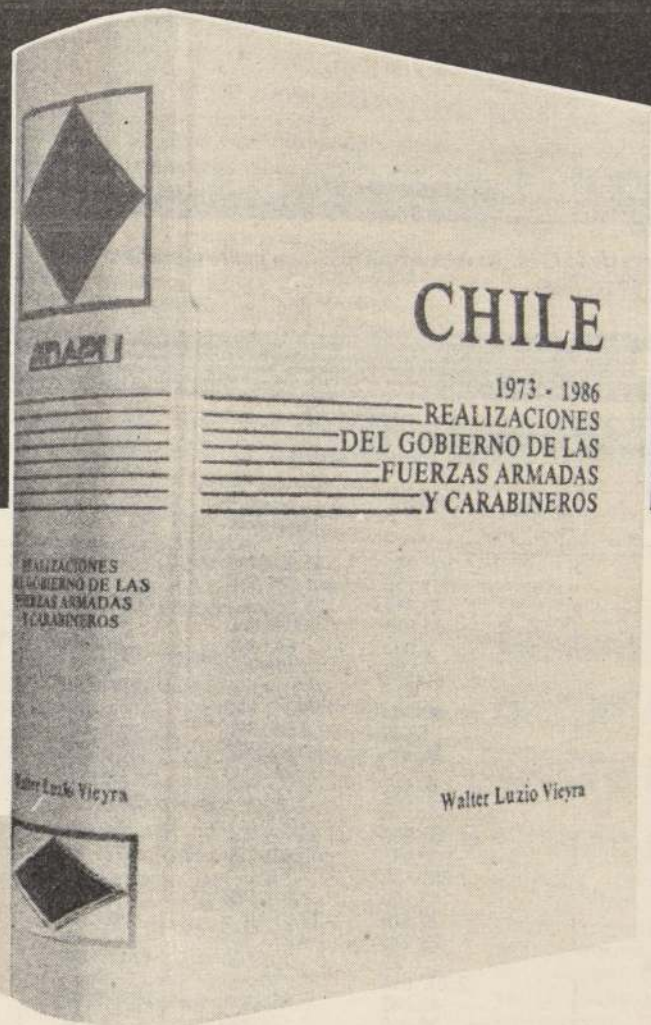 CHILE
1973 - 1986
REALIZACIONES
DEL GOBIERNO DE LAS
FUERZAS ARMADAS
Y CARABINEROS
Walter Luzio Vieyra
REALIZACIONES
DEL GOBIERNO DE LAS
FUERZAS ARMADAS
Y CARABINEROS
Walter Luzio Vieyra